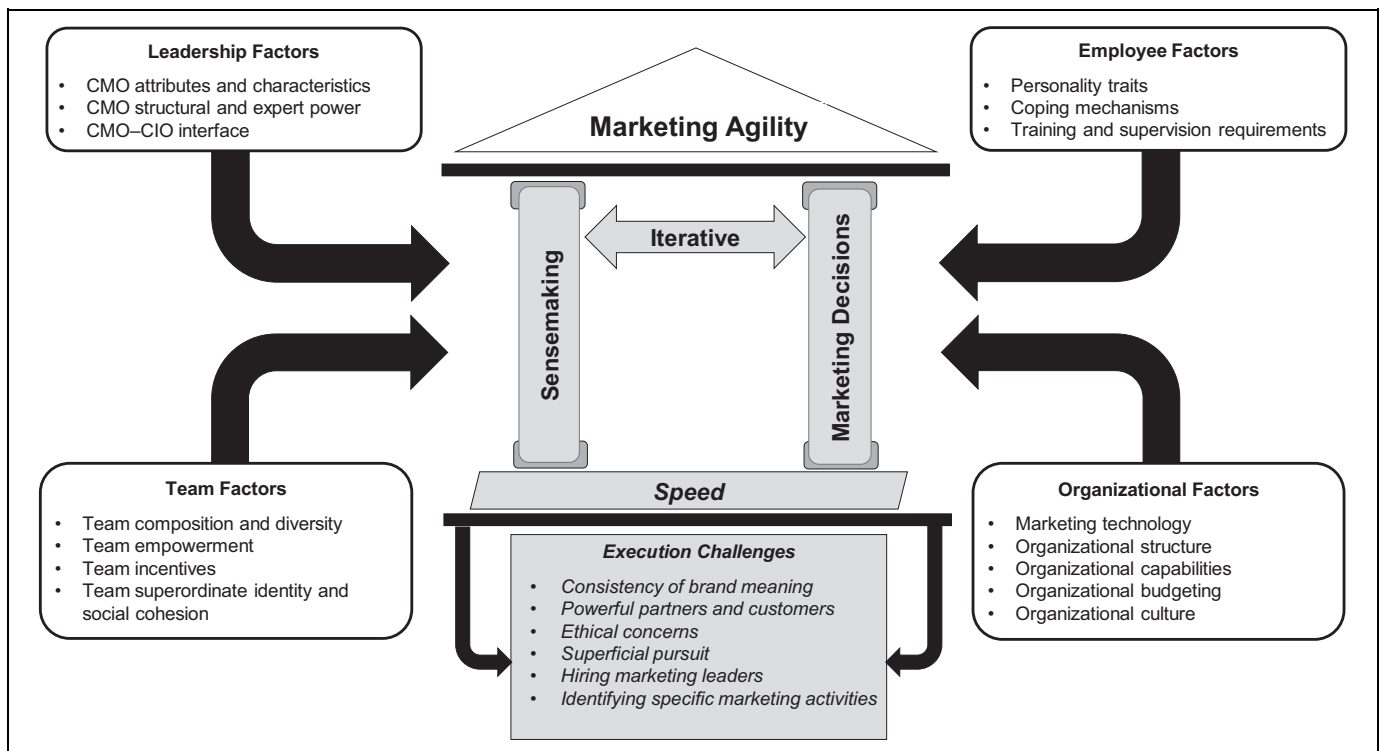 Leadership Factors
• CMO attributes and characteristics
• CMO structural and expert power
• CMO–CIO interface
Employee Factors
• Personality traits
• Coping mechanisms
• Training and supervision requirements
Marketing Agility
Iterative
Sensemaking
Marketing Decisions
Speed
Team Factors
• Team composition and diversity
• Team empowerment
• Team incentives
• Team superordinate identity and
social cohesion
Organizational Factors
• Marketing technology
• Organizational structure
• Organizational capabilities
• Organizational budgeting
• Organizational culture
Execution Challenges
• Consistency of brand meaning
• Powerful partners and customers
• Ethical concerns
• Superficial pursuit
• Hiring marketing leaders
• Identifying specific marketing activities